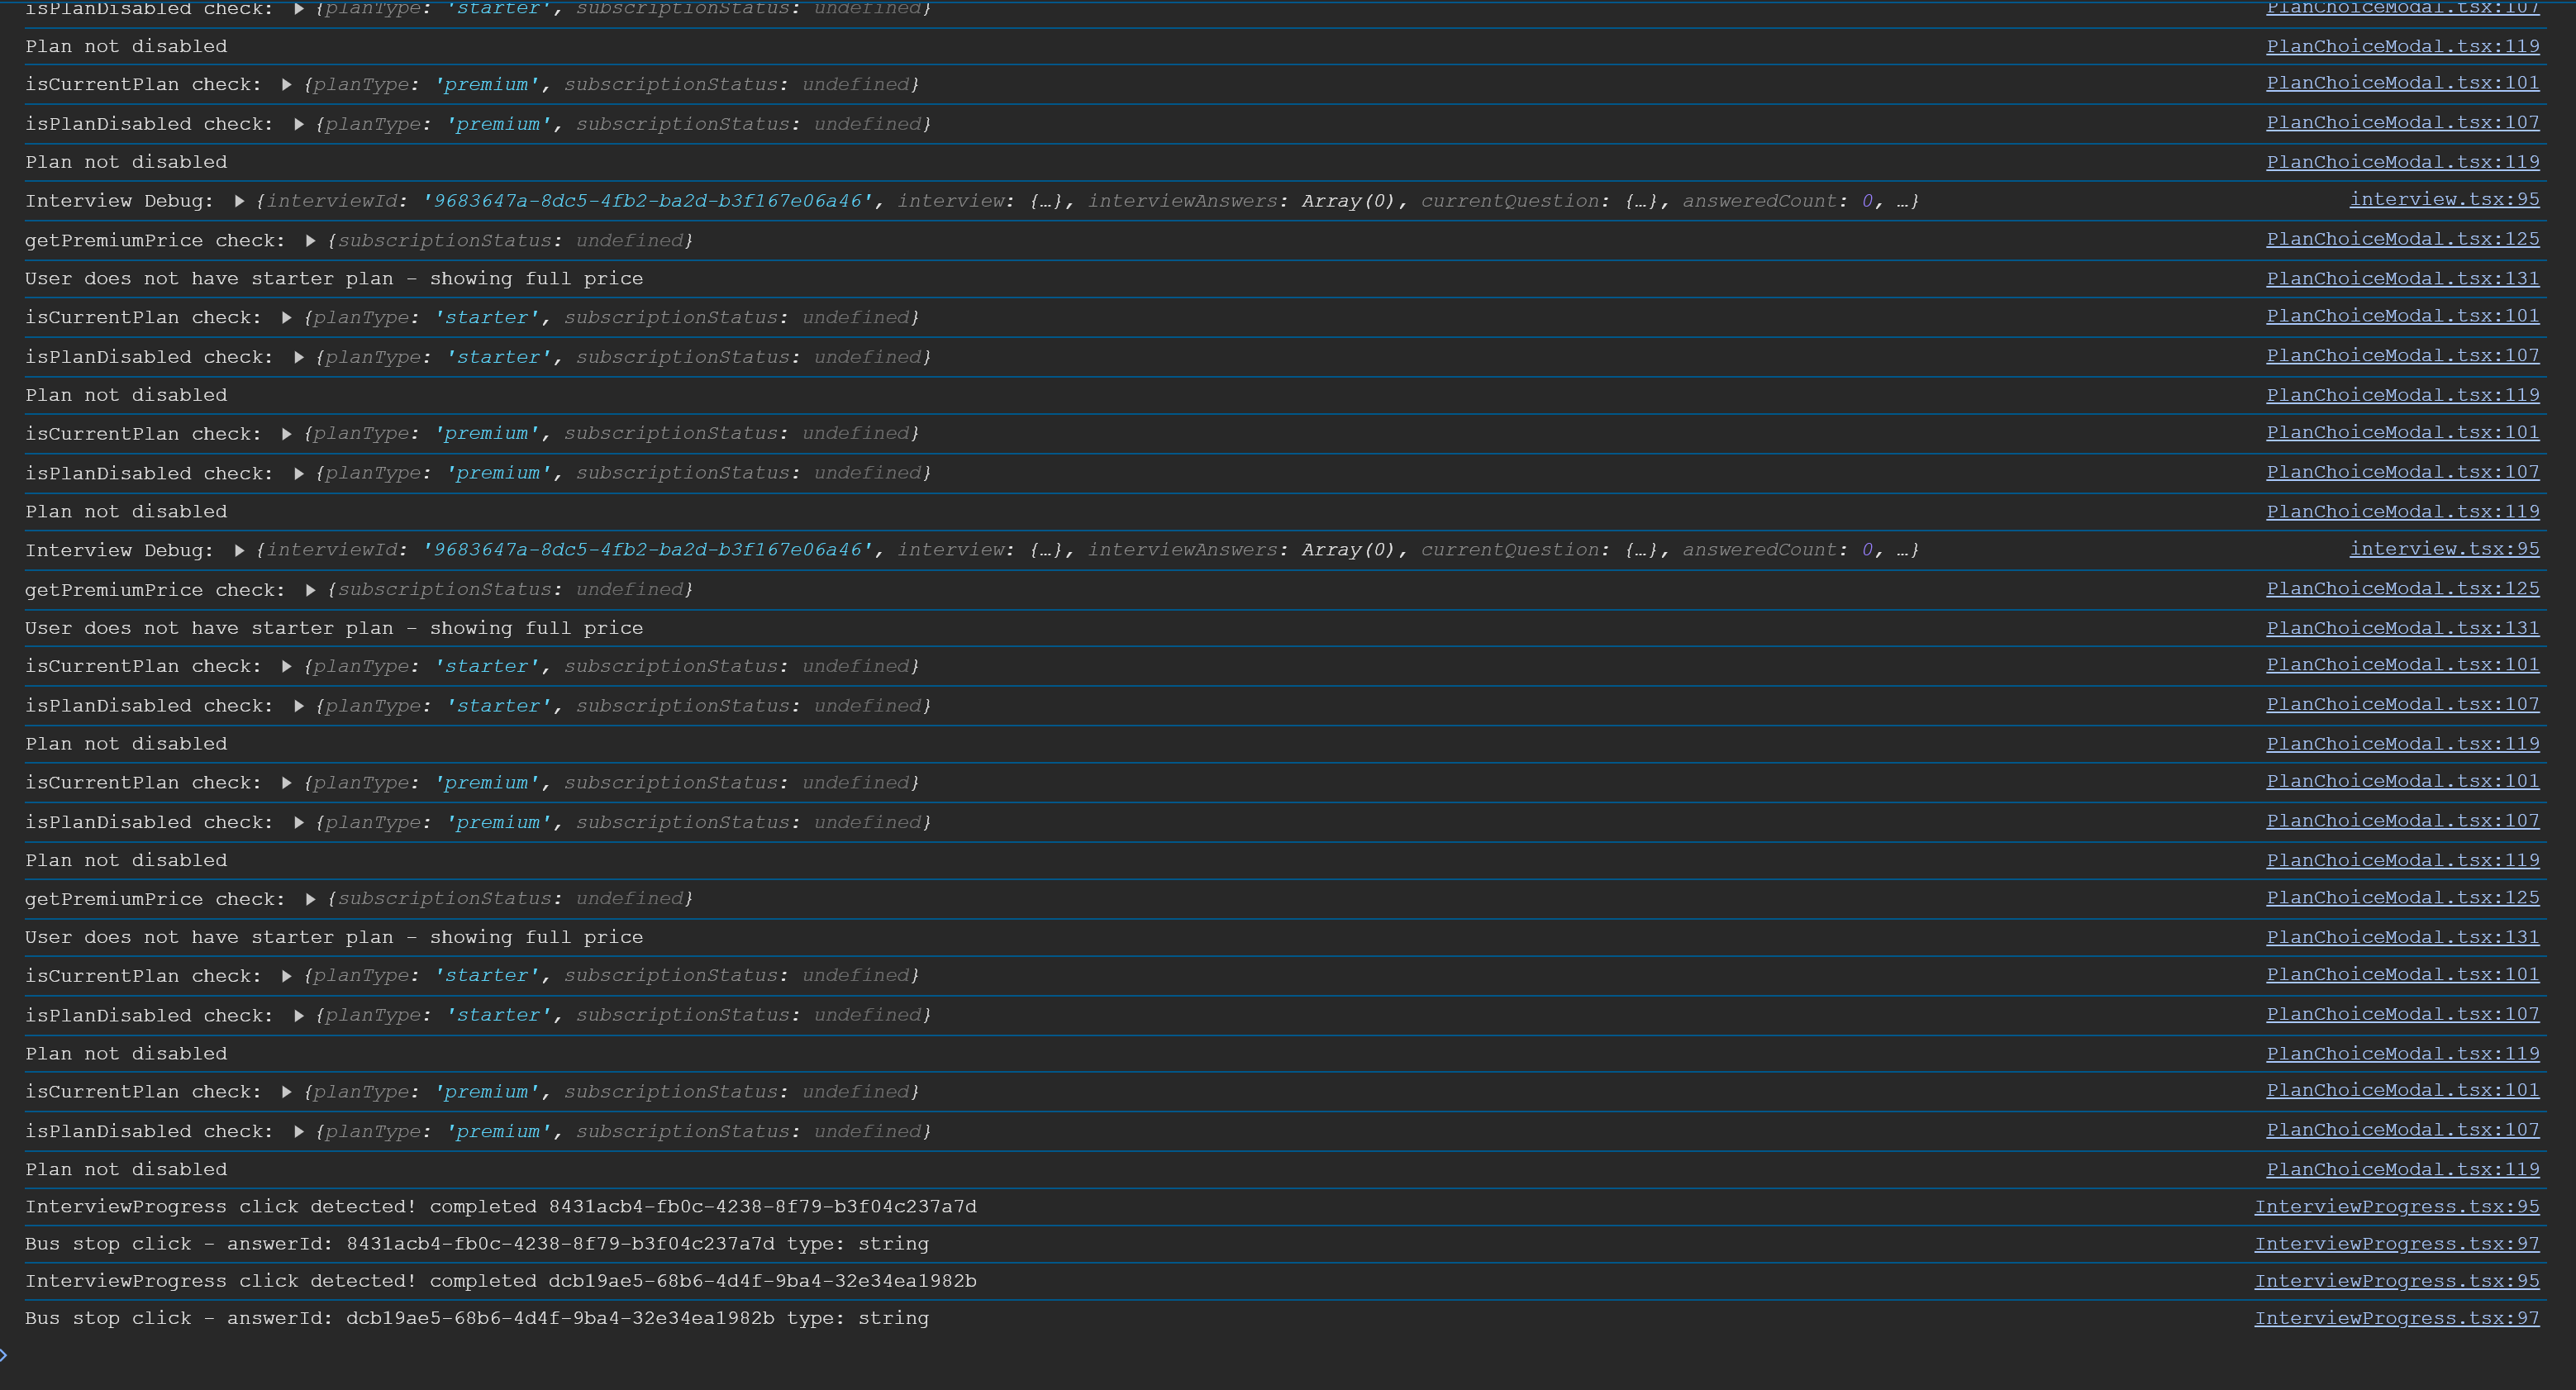 isPlanDisabled check: ▶ {planType: 'starter', subscriptionStatus: undefined} PlanChoiceModal.tsx:107
Plan not disabled PlanChoiceModal.tsx:119
isCurrentPlan check: ▶ {planType: 'premium', subscriptionStatus: undefined} PlanChoiceModal.tsx:101
isPlanDisabled check: ▶ {planType: 'premium', subscriptionStatus: undefined} PlanChoiceModal.tsx:107
Plan not disabled PlanChoiceModal.tsx:119
Interview Debug: ▶ {interviewId: '9683647a-8dc5-4fb2-ba2d-b3f167e06a46', interview: {…}, interviewAnswers: Array(0), currentQuestion: {…}, answeredCount: 0, …} interview.tsx:95
getPremiumPrice check: ▶ {subscriptionStatus: undefined} PlanChoiceModal.tsx:125
User does not have starter plan - showing full price PlanChoiceModal.tsx:131
isCurrentPlan check: ▶ {planType: 'starter', subscriptionStatus: undefined} PlanChoiceModal.tsx:101
isPlanDisabled check: ▶ {planType: 'starter', subscriptionStatus: undefined} PlanChoiceModal.tsx:107
Plan not disabled PlanChoiceModal.tsx:119
isCurrentPlan check: ▶ {planType: 'premium', subscriptionStatus: undefined} PlanChoiceModal.tsx:101
isPlanDisabled check: ▶ {planType: 'premium', subscriptionStatus: undefined} PlanChoiceModal.tsx:107
Plan not disabled PlanChoiceModal.tsx:119
Interview Debug: ▶ {interviewId: '9683647a-8dc5-4fb2-ba2d-b3f167e06a46', interview: {…}, interviewAnswers: Array(0), currentQuestion: {…}, answeredCount: 0, …} interview.tsx:95
getPremiumPrice check: ▶ {subscriptionStatus: undefined} PlanChoiceModal.tsx:125
User does not have starter plan - showing full price PlanChoiceModal.tsx:131
isCurrentPlan check: ▶ {planType: 'starter', subscriptionStatus: undefined} PlanChoiceModal.tsx:101
isPlanDisabled check: ▶ {planType: 'starter', subscriptionStatus: undefined} PlanChoiceModal.tsx:107
Plan not disabled PlanChoiceModal.tsx:119
isCurrentPlan check: ▶ {planType: 'premium', subscriptionStatus: undefined} PlanChoiceModal.tsx:101
isPlanDisabled check: ▶ {planType: 'premium', subscriptionStatus: undefined} PlanChoiceModal.tsx:107
Plan not disabled PlanChoiceModal.tsx:119
getPremiumPrice check: ▶ {subscriptionStatus: undefined} PlanChoiceModal.tsx:125
User does not have starter plan - showing full price PlanChoiceModal.tsx:131
isCurrentPlan check: ▶ {planType: 'starter', subscriptionStatus: undefined} PlanChoiceModal.tsx:101
isPlanDisabled check: ▶ {planType: 'starter', subscriptionStatus: undefined} PlanChoiceModal.tsx:107
Plan not disabled PlanChoiceModal.tsx:119
isCurrentPlan check: ▶ {planType: 'premium', subscriptionStatus: undefined} PlanChoiceModal.tsx:101
isPlanDisabled check: ▶ {planType: 'premium', subscriptionStatus: undefined} PlanChoiceModal.tsx:107
Plan not disabled PlanChoiceModal.tsx:119
InterviewProgress click detected! completed 8431acb4-fb0c-4238-8f79-b3f04c237a7d InterviewProgress.tsx:95
Bus stop click - answerId: 8431acb4-fb0c-4238-8f79-b3f04c237a7d type: string InterviewProgress.tsx:97
InterviewProgress click detected! completed dcb19ae5-68b6-4d4f-9ba4-32e34ea1982b InterviewProgress.tsx:95
Bus stop click - answerId: dcb19ae5-68b6-4d4f-9ba4-32e34ea1982b type: string InterviewProgress.tsx:97